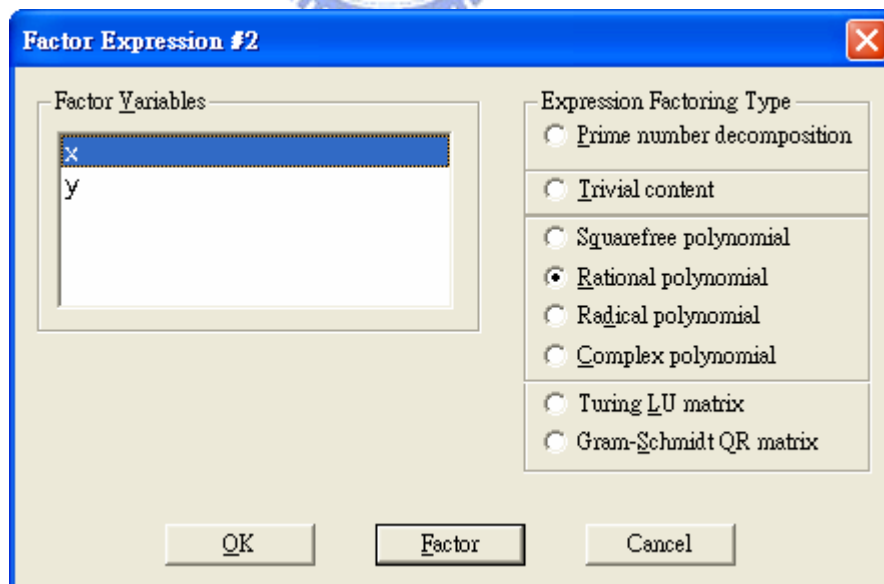 Factor Expression #2
Factor Variables
x
y
Expression Factoring Type
Prime number decomposition
Trivial content
Squarefree polynomial
Rational polynomial
Radical polynomial
Complex polynomial
Turing LU matrix
Gram-Schmidt QR matrix
OK
Factor
Cancel